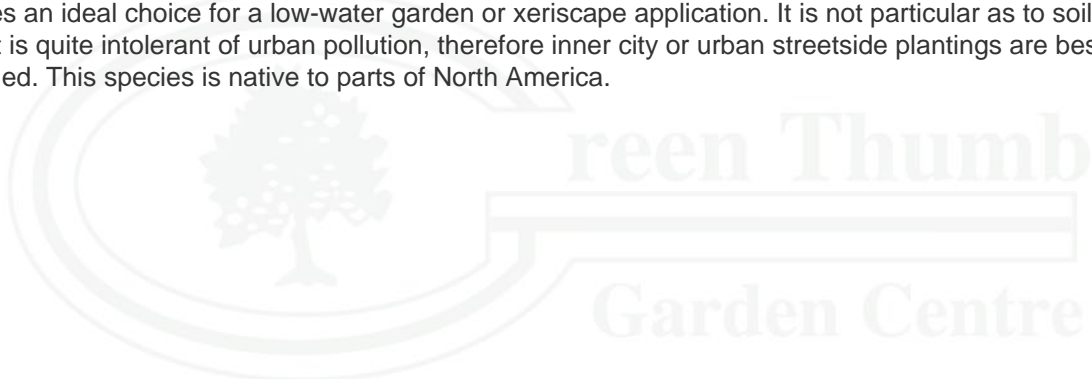 es an ideal choice for a low-water garden or xeriscape application. It is not particular as to soil
t is quite intolerant of urban pollution, therefore inner city or urban streetside plantings are bes
ed. This species is native to parts of North America.
reen Thumb
Garden Centre